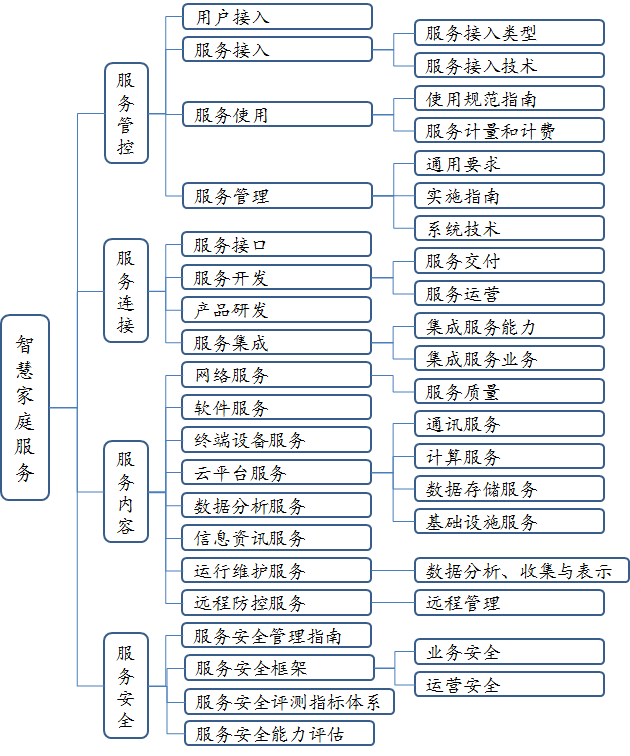 智慧家庭服务
服务管控
用户接入
服务接入
服务接入类型
服务接入技术
服务使用
使用规范指南
服务计量和计费
服务管理
通用要求
实施指南
系统技术
服务连接
服务接口
服务开发
服务交付
服务运营
产品研发
服务集成
集成服务能力
集成服务业务
服务内容
网络服务
服务质量
软件服务
终端设备服务
云平台服务
通讯服务
计算服务
数据存储服务
基础设施服务
数据分析服务
信息资讯服务
运行维护服务
数据分析、收集与表示
远程防控服务
远程管理
服务安全
服务安全管理指南
服务安全框架
业务安全
运营安全
服务安全评测指标体系
服务安全能力评估